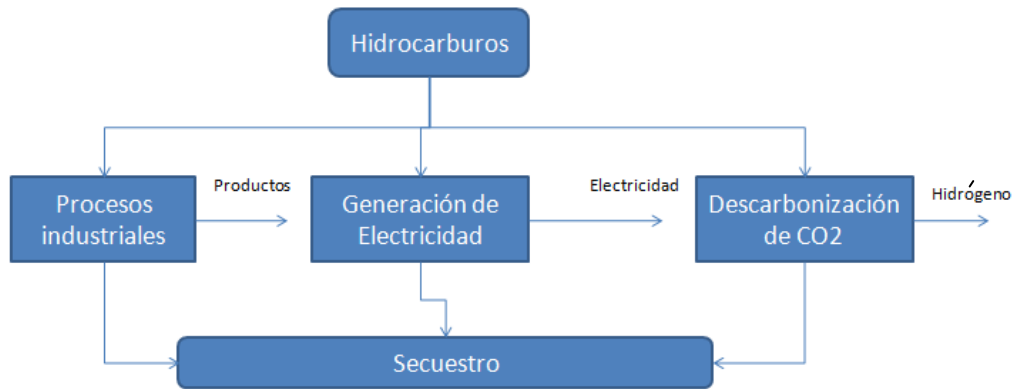 Hidrocarburos
Productos
Electricidad
Hidrógeno
Procesos
industriales
Generación de
Electricidad
Descarbonización
de CO2
Secuestro